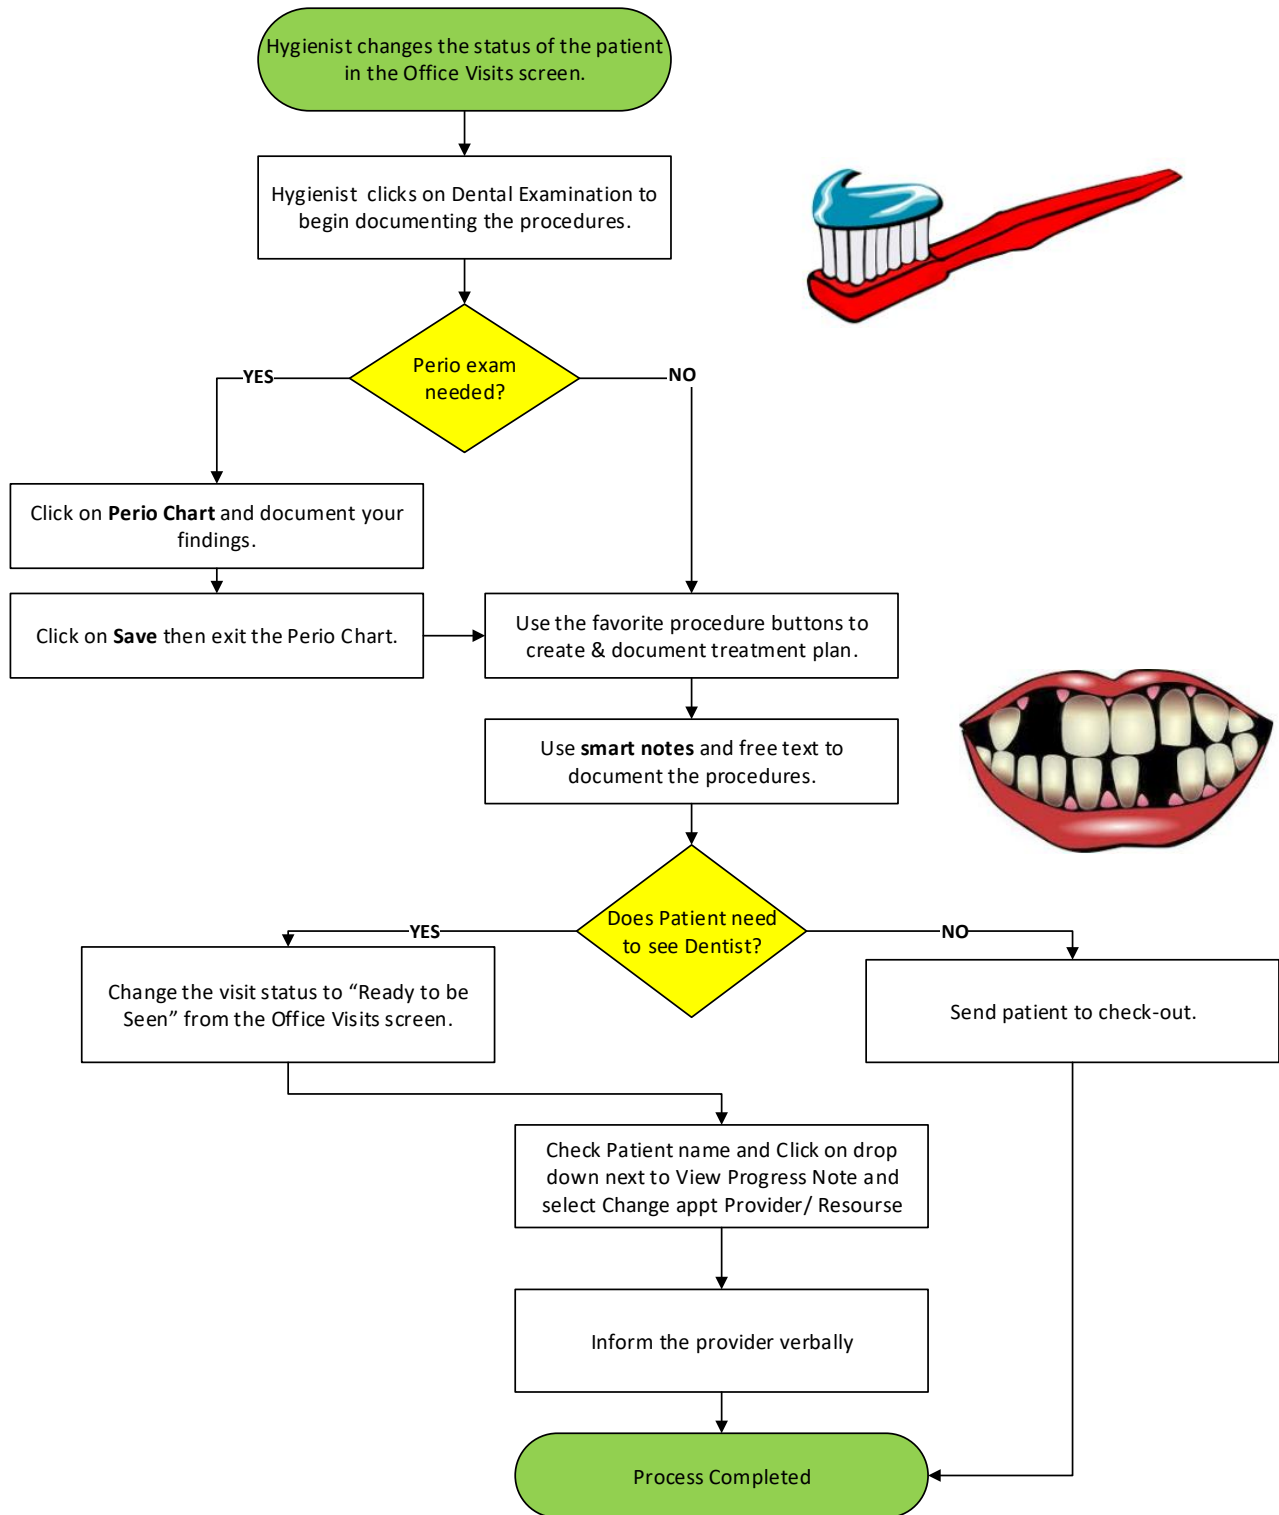 Hygienist changes the status of the patient
in the Office Visits screen.
Hygienist clicks on Dental Examination to
begin documenting the procedures.
Perio exam
needed?
YES
NO
Click on Perio Chart and document your
findings.
Click on Save then exit the Perio Chart.
Use the favorite procedure buttons to
create & document treatment plan.
Use smart notes and free text to
document the procedures.
Does Patient need
to see Dentist?
YES
NO
Change the visit status to “Ready to be
Seen” from the Office Visits screen.
Send patient to check-out.
Check Patient name and Click on drop
down next to View Progress Note and
select Change appt Provider/ Resourse
Inform the provider verbally
Process Completed